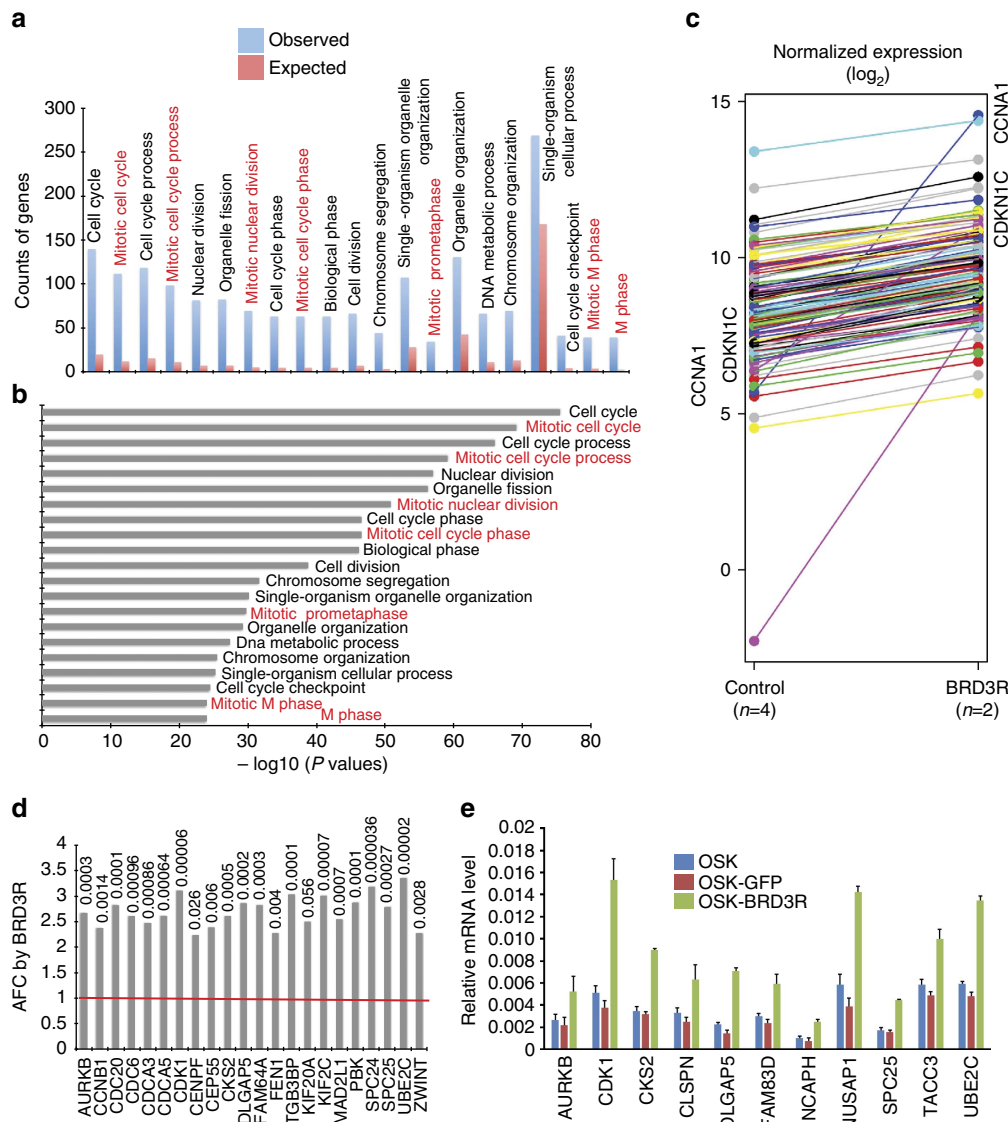 a
Observed
Expected
Counts of genes
300
250
200
150
100
50
0
Cell cycle
Mitotic cell cycle
Cell cycle process
Mitotic cell cycle process
Nuclear division
Organelle fission
Mitotic nuclear division
Cell cycle phase
Mitotic cell cycle phase
Biological phase
Cell division
Chromosome segregation
Single -organism organelle
organization
Mitotic prometaphase
Organelle organization
DNA metabolic process
Chromosome organization
Single-organism
cellular process
Cell cycle checkpoint
Mitotic M phase
M phase
b
Cell cycle
Mitotic cell cycle
Cell cycle process
Mitotic cell cycle process
Nuclear division
Organelle fission
Mitotic nuclear division
Cell cycle phase
Mitotic cell cycle phase
Biological phase
Cell division
Chromosome segregation
Single-organism organelle organization
Mitotic prometaphase
Organelle organization
Dna metabolic process
Chromosome organization
Single-organism cellular process
Cell cycle checkpoint
Mitotic M phase
M phase
0 10 20 30 40 50 60 70 80
– log10 (P values)
c
Normalized expression
(log2)
15
10
5
0
CCNA1
CDKN1C
CCNA1
CDKN1C
Control
(n=4)
BRD3R
(n=2)
d
AFC by BRD3R
4
3.5
3
2.5
2
1.5
1
0.5
0
0.0003
0.0014
0.0001
0.00096
0.00086
0.00064
0.00006
0.026
0.006
0.0005
0.0002
0.0003
0.004
0.0001
0.056
0.00007
0.0007
0.0001
0.000036
0.00027
0.00002
0.0028
AURKB
CCNB1
CDC20
CDC6
CDCA3
CDCA5
CDK1
CENPF
CEP55
CKS2
DLGAP5
FAM64A
FEN1
ITGB3BP
KIF20A
KIF2C
MAD2L1
PBK
SPC24
SPC25
UBE2C
ZWINT
e
Relative mRNA level
0.02
0.018
0.016
0.014
0.012
0.010
0.008
0.006
0.004
0.002
OSK
OSK-GFP
OSK-BRD3R
AURKB
CDK1
CKS2
CLSPN
DLGAP5
FAM83D
NCAPH
NUSAP1
SPC25
TACC3
UBE2C